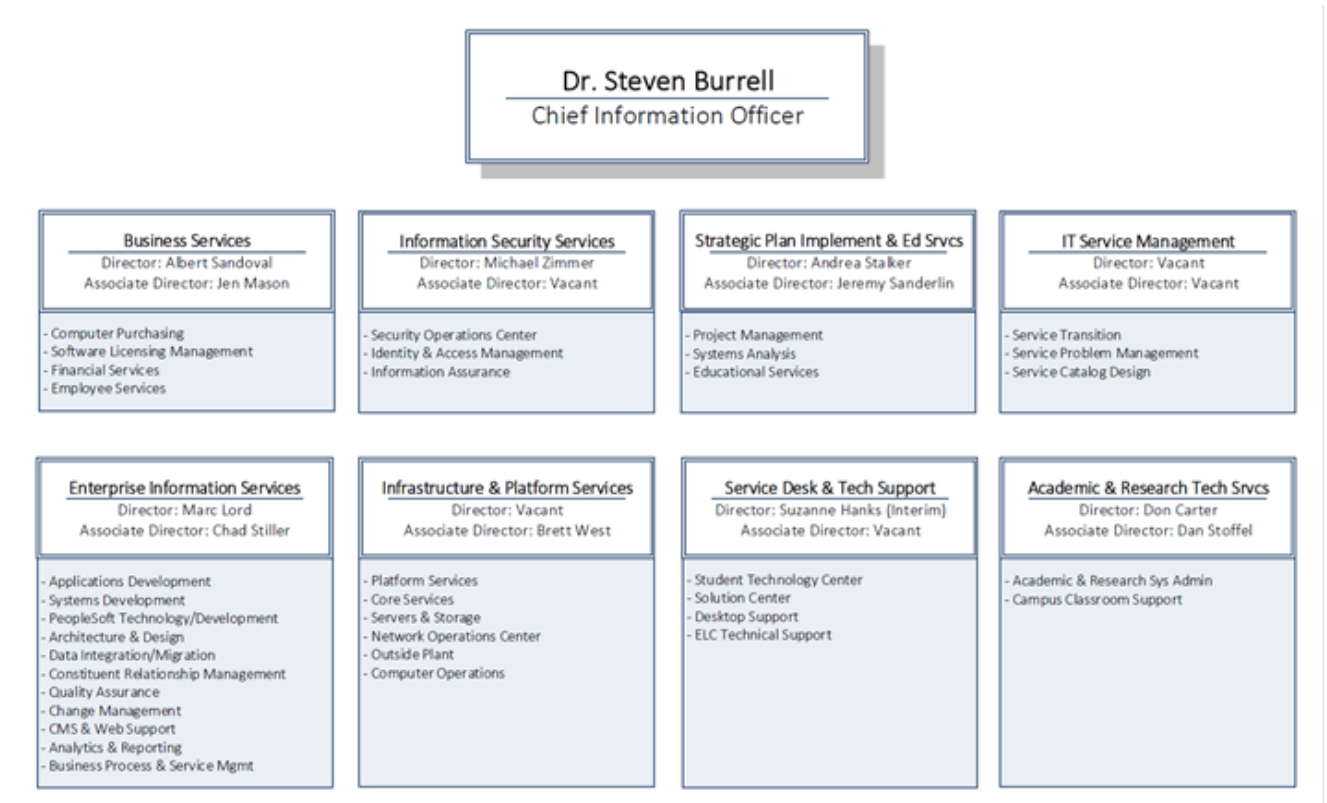 Dr. Steven Burrell
Chief Information Officer
Business Services
Director: Albert Sandoval
Associate Director: Jen Mason
- Computer Purchasing
- Software Licensing Management
- Financial Services
- Employee Services
Information Security Services
Director: Michael Zimmer
Associate Director: Vacant
- Security Operations Center
- Identity & Access Management
- Information Assurance
Strategic Plan Implement & Ed Srvcs
Director: Andrea Stalker
Associate Director: Jeremy Sanderlin
- Project Management
- Systems Analysis
- Educational Services
IT Service Management
Director: Vacant
Associate Director: Vacant
- Service Transition
- Service Problem Management
- Service Catalog Design
Enterprise Information Services
Director: Marc Lord
Associate Director: Chad Stiller
- Applications Development
- Systems Development
- PeopleSoft Technology/Development
- Architecture & Design
- Data Integration/Migration
- Constituent Relationship Management
- Quality Assurance
- Change Management
- CMS & Web Support
- Analytics & Reporting
- Business Process & Service Mgmt
Infrastructure & Platform Services
Director: Vacant
Associate Director: Brett West
- Platform Services
- Core Services
- Servers & Storage
- Network Operations Center
- Outside Plant
- Computer Operations
Service Desk & Tech Support
Director: Suzanne Hanks (Interim)
Associate Director: Vacant
- Student Technology Center
- Solution Center
- Desktop Support
- ELC Technical Support
Academic & Research Tech Srvcs
Director: Don Carter
Associate Director: Dan Stoffel
- Academic & Research Sys Admin
- Campus Classroom Support